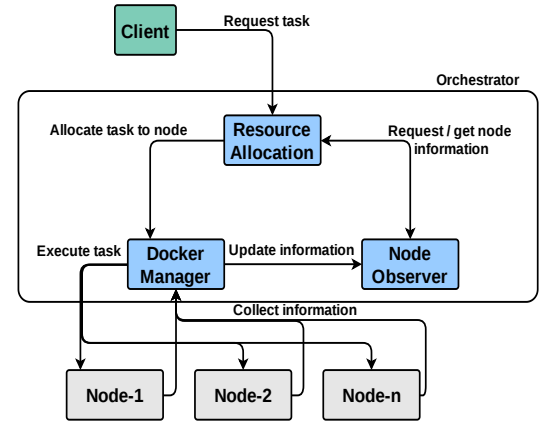 Client
Request task
Orchestrator
Allocate task to node
Resource
Allocation
Request / get node
information
Execute task
Docker
Manager
Update information
Node
Observer
Collect information
Node-1
Node-2
Node-n